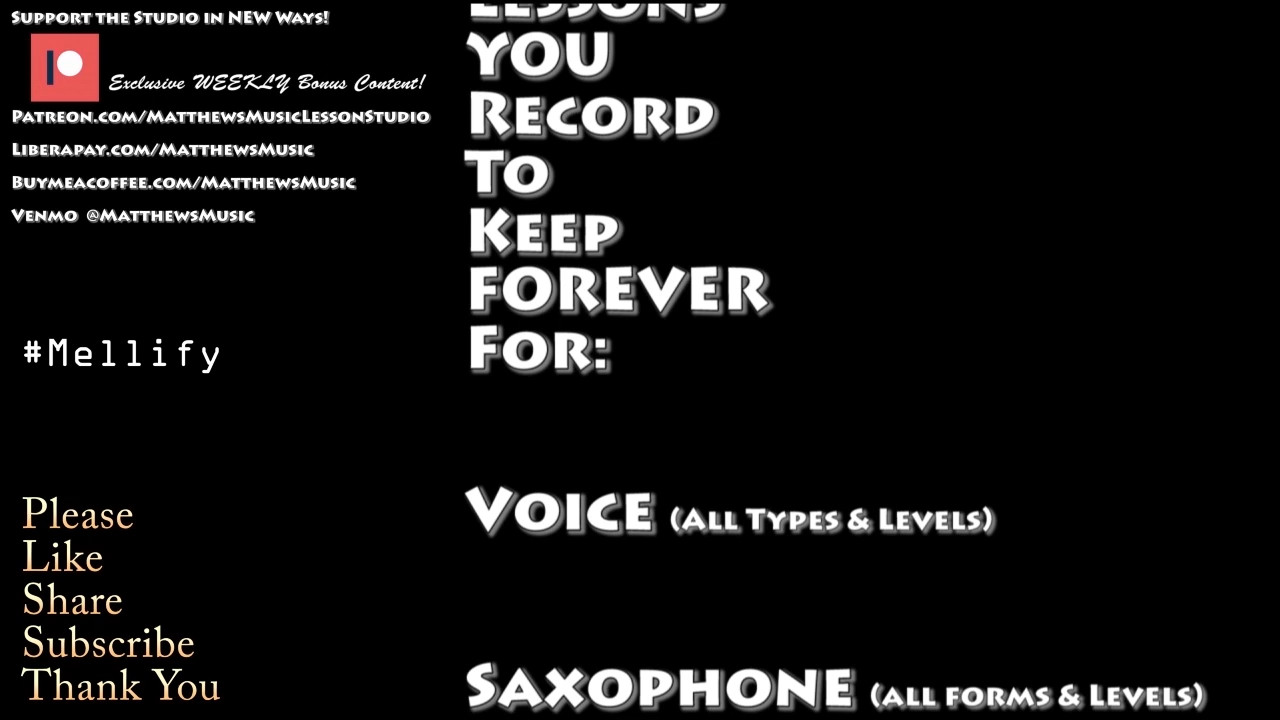 Support the Studio in NEW Ways!
Exclusive WEEKLY Bonus Content!
Patreon.com/MatthewsMusicLessonStudio
Liberapay.com/MatthewsMusic
Buymeacoffee.com/MatthewsMusic
Venmo @MatthewsMusic
#Mellify
Please
Like
Share
Subscribe
Thank You
Lessons
YOU
Record
To
Keep
FOREVER
For:
Voice (All Types & Levels)
Saxophone (all forms & Levels)